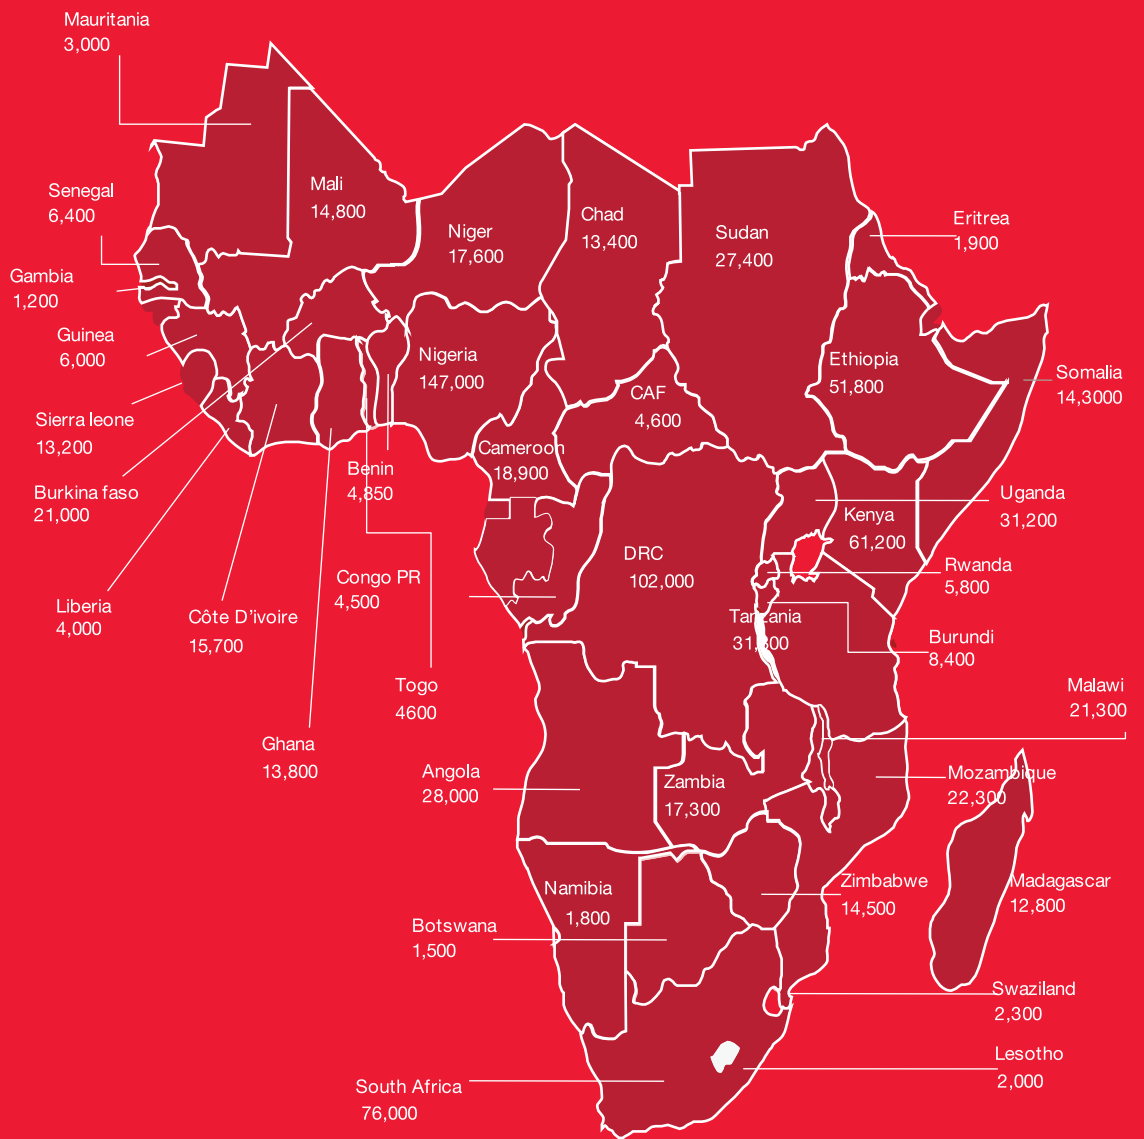 Mauritania
3,000
Mali
14,800
Senegal
6,400
Niger
17,600
Chad
13,400
Sudan
27,400
Eritrea
1,900
Gambia
1,200
Guinea
6,000
Nigeria
147,000
Ethiopia
51,800
Somalia
14,3000
CAF
4,600
Sierra leone
13,200
Cameroon
18,900
Benin
4,850
Burkina faso
21,000
Uganda
31,200
Kenya
61,200
DRC
102,000
Rwanda
5,800
Congo PR
4,500
Liberia
4,000
Côte D'ivoire
15,700
Tanzania
31,800
Burundi
8,400
Togo
4600
Malawi
21,300
Ghana
13,800
Angola
28,000
Zambia
17,300
Mozambique
22,300
Namibia
1,800
Zimbabwe
14,500
Madagascar
12,800
Botswana
1,500
Swaziland
2,300
Lesotho
2,000
South Africa
76,000